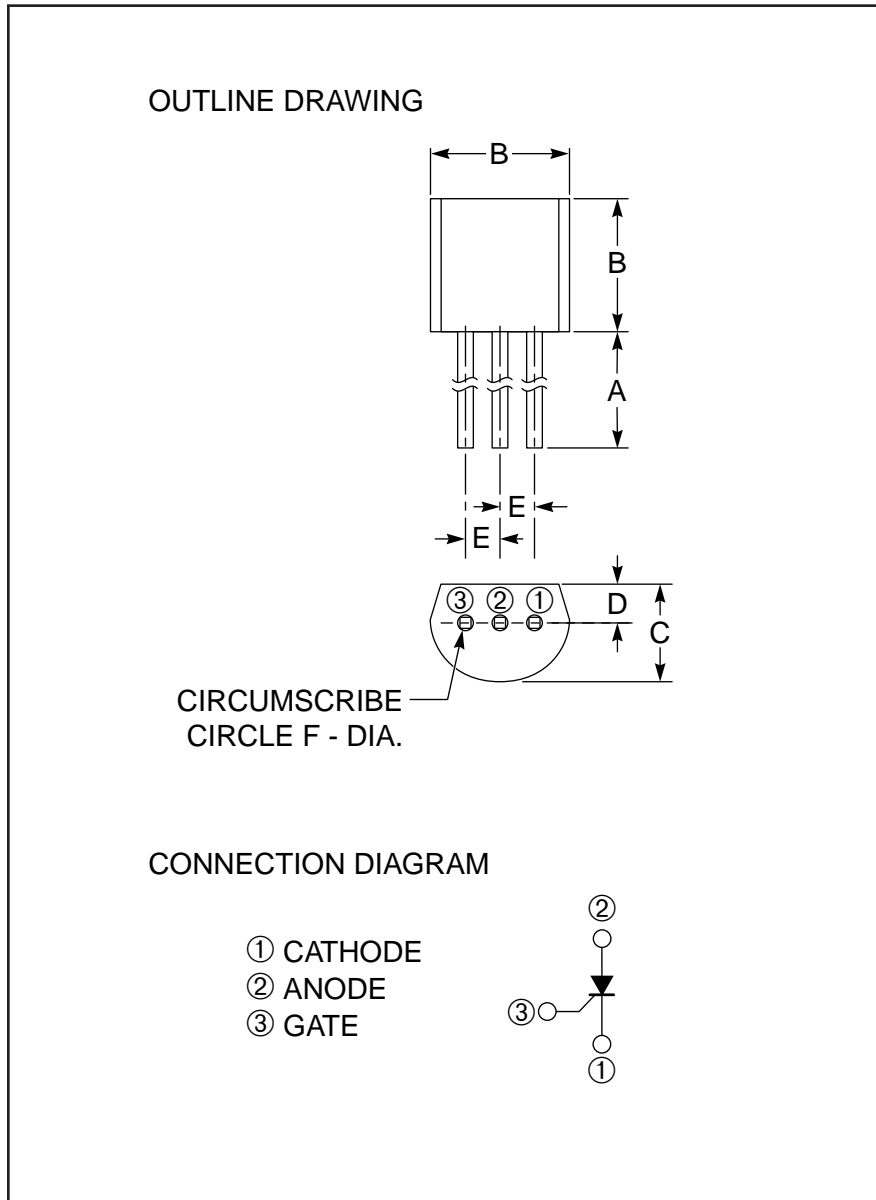 OUTLINE DRAWING
B
B
A
E
E
③ ② ①
D
C
CIRCUMSCRIBE
CIRCLE F - DIA.
CONNECTION DIAGRAM
②
① CATHODE
② ANODE
③ GATE
③
①